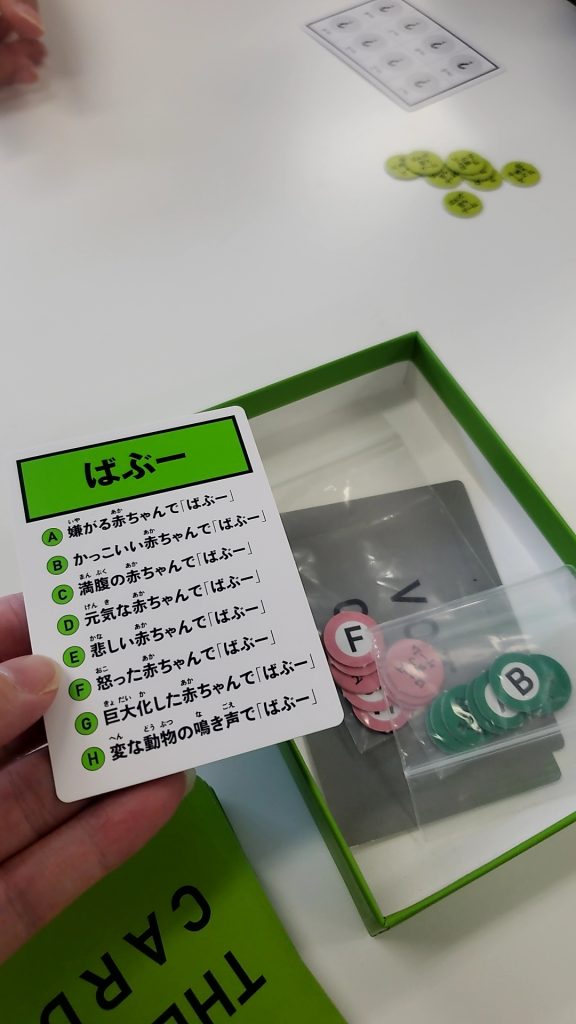 ばぶー
A 嫌がる赤ちゃんで「ばぶー」
B かっこいい赤ちゃんで「ばぶー」
C 満腹の赤ちゃんで「ばぶー」
D 元気な赤ちゃんで「ばぶー」
E 悲しい赤ちゃんで「ばぶー」
F 怒った赤ちゃんで「ばぶー」
G 巨大化した赤ちゃんで「ばぶー」
H 変な動物の鳴き声で「ばぶー」
F
B
THE
CARD